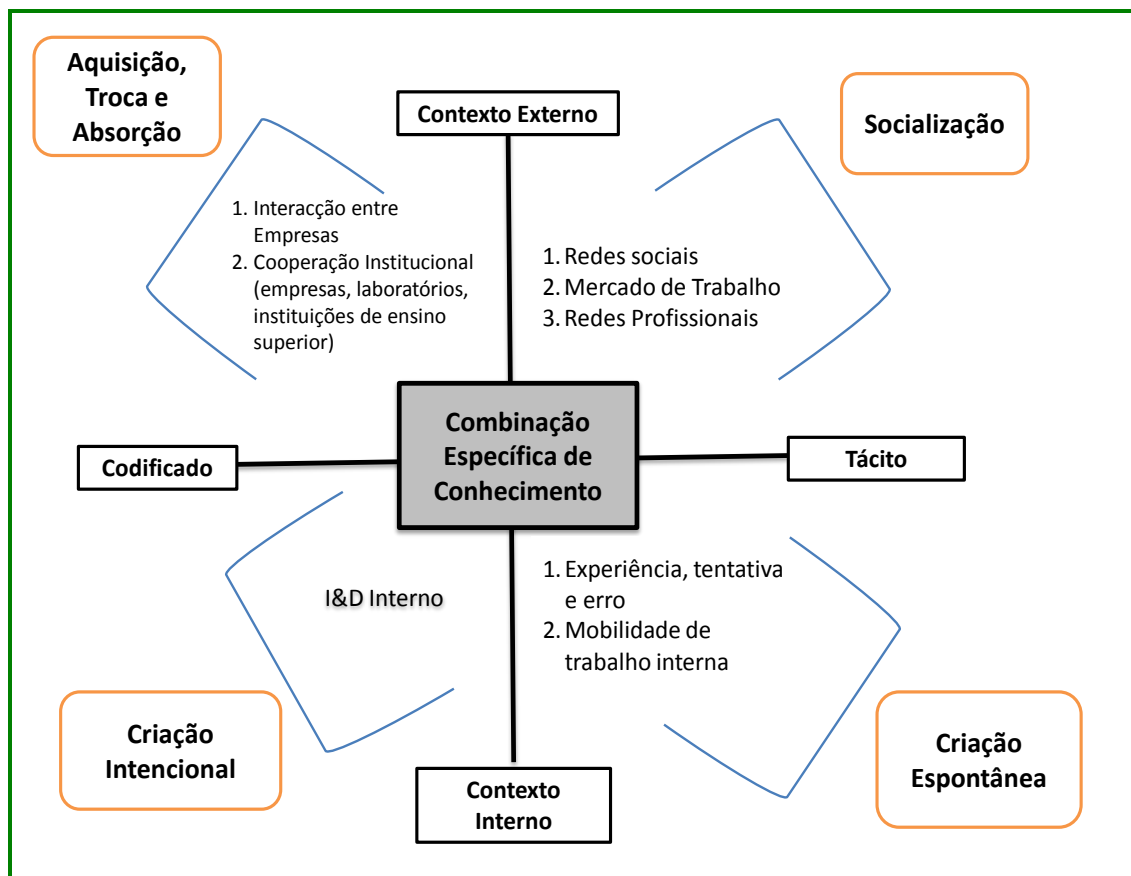 Aquisição,
Troca e
Absorção
Contexto Externo
Socialização
1. Interacção entre
Empresas
2. Cooperação Institucional
(empresas, laboratórios,
instituições de ensino
superior)
1. Redes sociais
2. Mercado de Trabalho
3. Redes Profissionais
Combinação
Específica de
Conhecimento
Codificado
Tácito
I&D Interno
1. Experiência, tentativa
e erro
2. Mobilidade de
trabalho interna
Criação
Intencional
Contexto
Interno
Criação
Espontânea